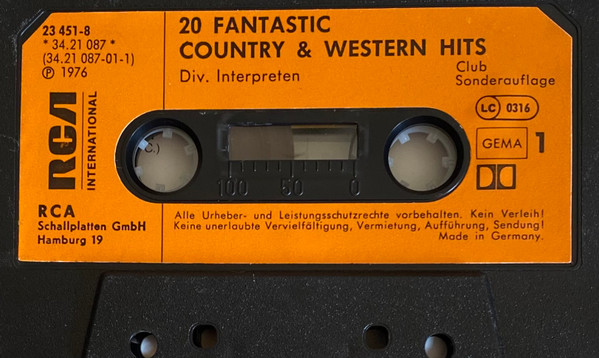 23 451-8
* 34.21 087 *
(34.21 087-01-1)
℗ 1976
20 FANTASTIC
COUNTRY & WESTERN HITS
Div. Interpreten
Club
Sonderauflage
LC 0316
GEMA 1
RCA
INTERNATIONAL
100 50 0
RCA
Schallplatten GmbH
Hamburg 19
Alle Urheber- und Leistungsschutzrechte vorbehalten. Kein Verleih!
Keine unerlaubte Vervielfältigung, Vermietung, Aufführung, Sendung!
Made in Germany.